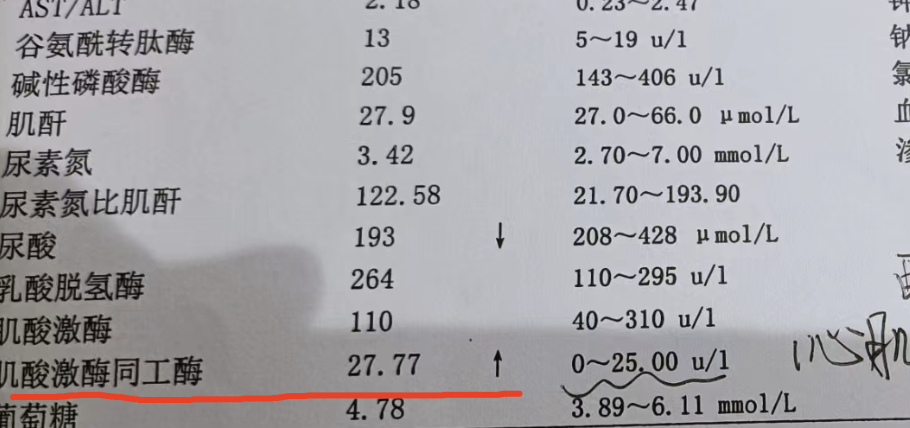 AST/ALT 2.18 0.23～2.47
谷氨酰转肽酶 13 5～19 u/l
碱性磷酸酶 205 143～406 u/l 氯
肌酐 27.9 27.0～66.0 μmol/L
尿素氮 3.42 2.70～7.00 mmol/L
尿素氮比肌酐 122.58 21.70～193.90
尿酸 193 ↓ 208～428 μmol/L
乳酸脱氢酶 264 110～295 u/l
肌酸激酶 110 40～310 u/l
肌酸激酶同工酶 27.77 ↑ 0～25.00 u/l 心肌
葡萄糖 4.78 3.89～6.11 mmol/L